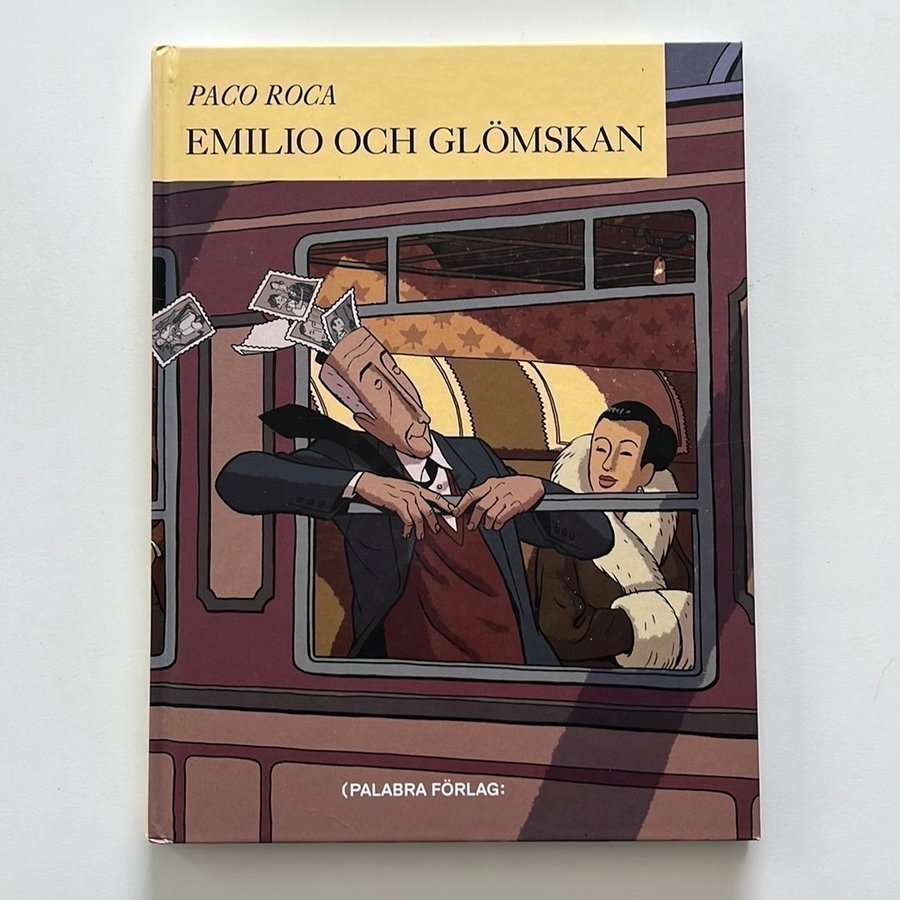 PACO ROCA
EMILIO OCH GLÖMSKAN
(PALABRA FÖRLAG: